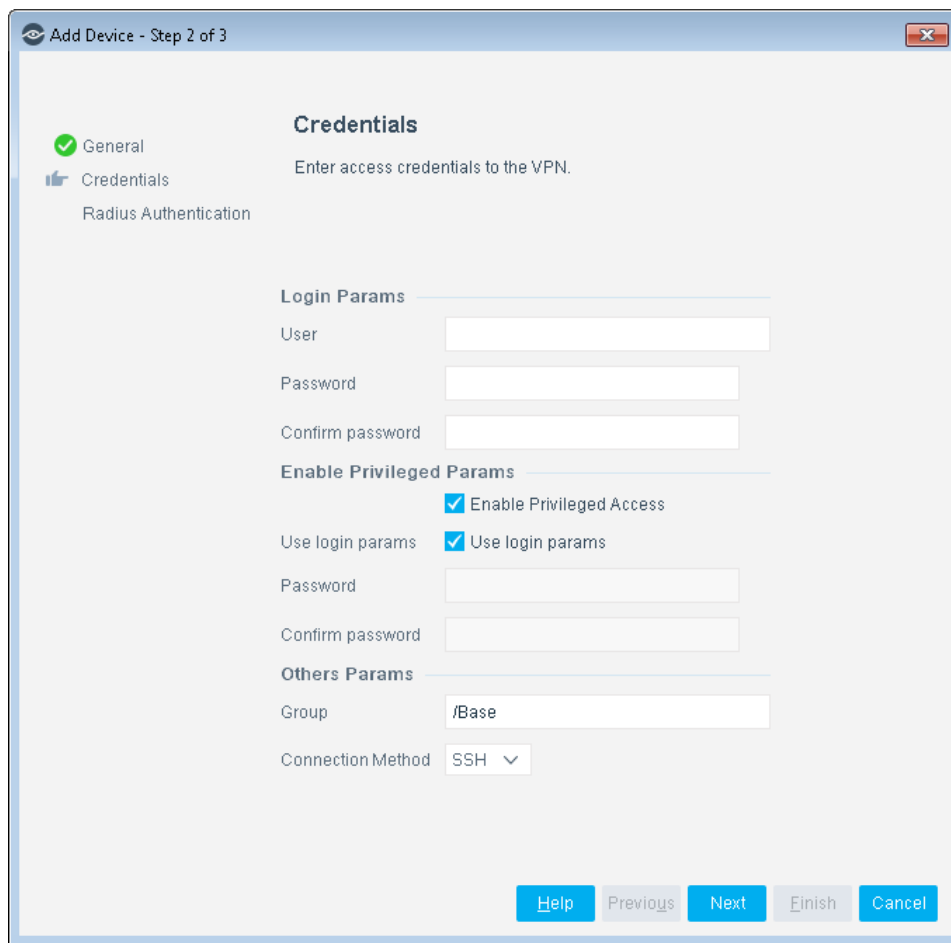 Add Device - Step 2 of 3
General
Credentials
Radius Authentication
Credentials
Enter access credentials to the VPN.
Login Params
User
Password
Confirm password
Enable Privileged Params
Enable Privileged Access
Use login params Use login params
Password
Confirm password
Others Params
Group /Base
Connection Method SSH
Help Previous Next Finish Cancel